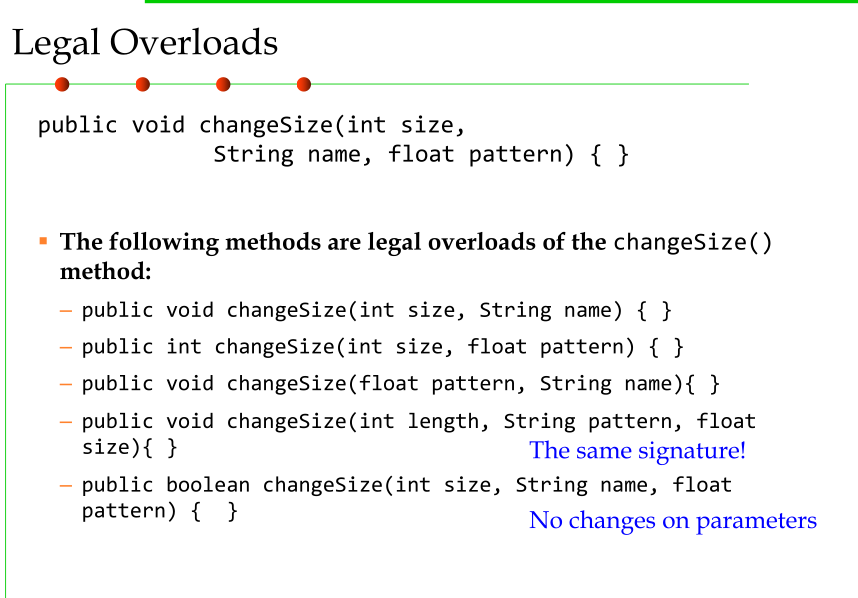 Legal Overloads
public void changeSize(int size,
String name, float pattern) { }
▪ The following methods are legal overloads of the changeSize()
method:
– public void changeSize(int size, String name) { }
– public int changeSize(int size, float pattern) { }
– public void changeSize(float pattern, String name){ }
– public void changeSize(int length, String pattern, float
size){ }
The same signature!
– public boolean changeSize(int size, String name, float
pattern) {  }
No changes on parameters